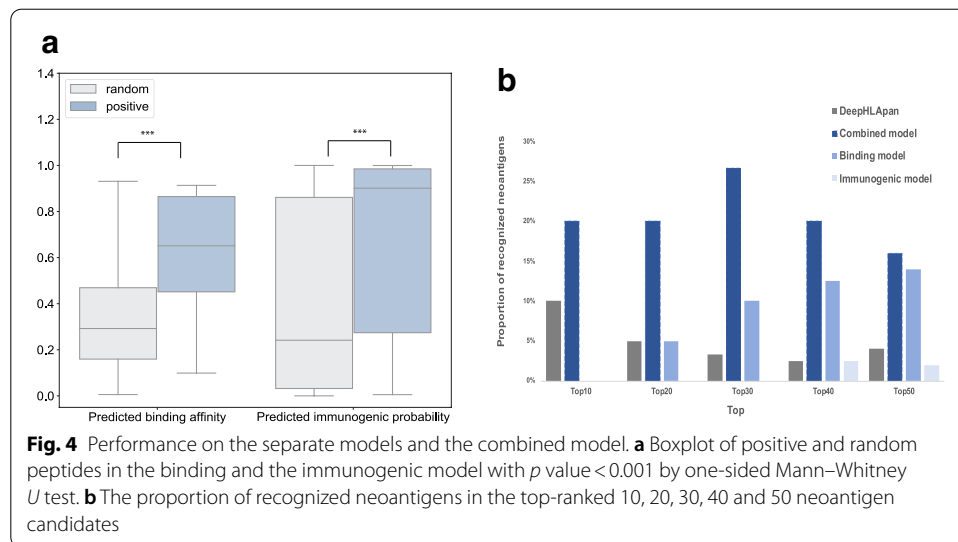 a
1.4
1.2
1.0
0.8
0.6
0.4
0.2
0.0
random
positive
***
***
Predicted binding affinity
Predicted immunogenic probability
b
DeepHLApan
Combined model
Binding model
Immunogenic model
Proportion of recognized neoantigens
30%
25%
20%
15%
10%
5%
0%
Top10
Top20
Top30
Top40
Top50
Top
Fig. 4 Performance on the separate models and the combined model. a Boxplot of positive and random
peptides in the binding and the immunogenic model with p value < 0.001 by one-sided Mann–Whitney
U test. b The proportion of recognized neoantigens in the top-ranked 10, 20, 30, 40 and 50 neoantigen
candidates